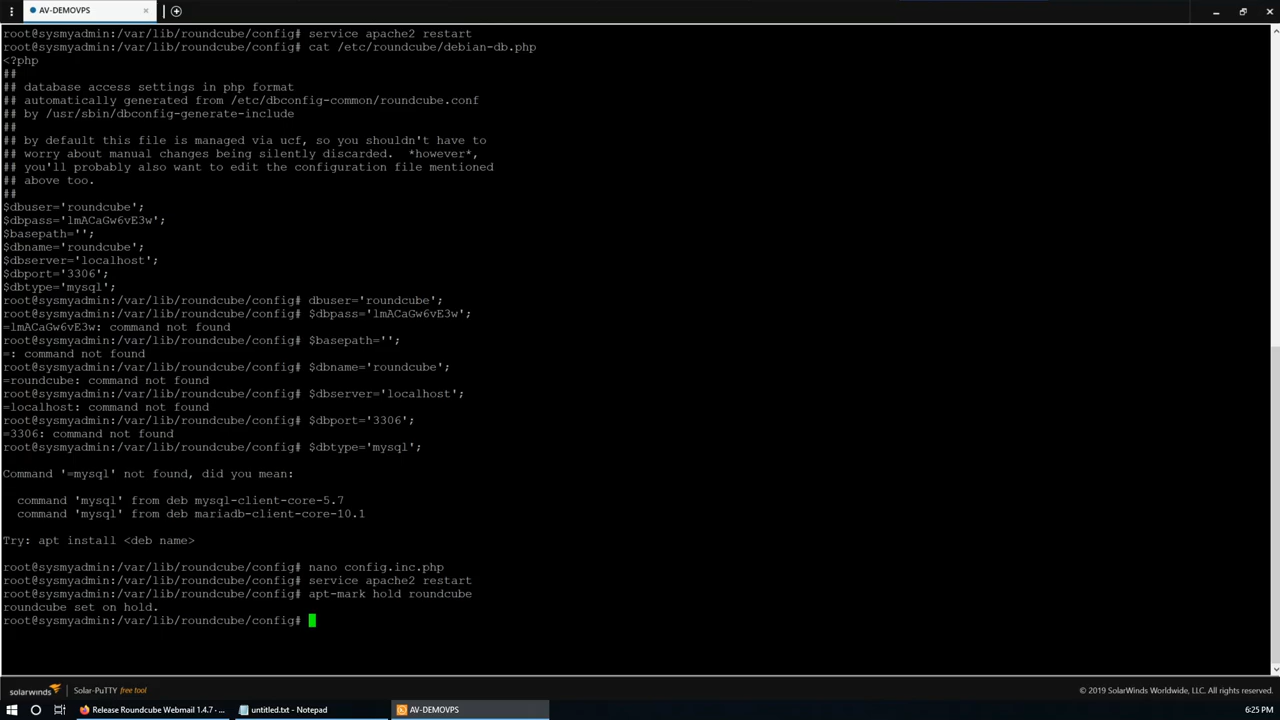 AV-DEMOVPS
root@sysmyadmin:/var/lib/roundcube/config# service apache2 restart
root@sysmyadmin:/var/lib/roundcube/config# cat /etc/roundcube/debian-db.php
<?php
##
## database access settings in php format
## automatically generated from /etc/dbconfig-common/roundcube.conf
## by /usr/sbin/dbconfig-generate-include
##
## by default this file is managed via ucf, so you shouldn't have to
## worry about manual changes being silently discarded.  *however*,
## you'll probably also want to edit the configuration file mentioned
## above too.
##
$dbuser='roundcube';
$dbpass='lmACaGw6vE3w';
$basepath='';
$dbname='roundcube';
$dbserver='localhost';
$dbport='3306';
$dbtype='mysql';
root@sysmyadmin:/var/lib/roundcube/config# dbuser='roundcube';
root@sysmyadmin:/var/lib/roundcube/config# $dbpass='lmACaGw6vE3w';
=lmACaGw6vE3w: command not found
root@sysmyadmin:/var/lib/roundcube/config# $basepath='';
=: command not found
root@sysmyadmin:/var/lib/roundcube/config# $dbname='roundcube';
=roundcube: command not found
root@sysmyadmin:/var/lib/roundcube/config# $dbserver='localhost';
=localhost: command not found
root@sysmyadmin:/var/lib/roundcube/config# $dbport='3306';
=3306: command not found
root@sysmyadmin:/var/lib/roundcube/config# $dbtype='mysql';
Command '=mysql' not found, did you mean:
command 'mysql' from deb mysql-client-core-5.7
command 'mysql' from deb mariadb-client-core-10.1
Try: apt install <deb name>
root@sysmyadmin:/var/lib/roundcube/config# nano config.inc.php
root@sysmyadmin:/var/lib/roundcube/config# service apache2 restart
root@sysmyadmin:/var/lib/roundcube/config# apt-mark hold roundcube
roundcube set on hold.
root@sysmyadmin:/var/lib/roundcube/config#
solarwinds Solar-PuTTY free tool © 2019 SolarWinds Worldwide, LLC. All rights reserved.
Release Roundcube Webmail 1.4.7 · ... untitled.txt - Notepad AV-DEMOVPS 6:25 PM